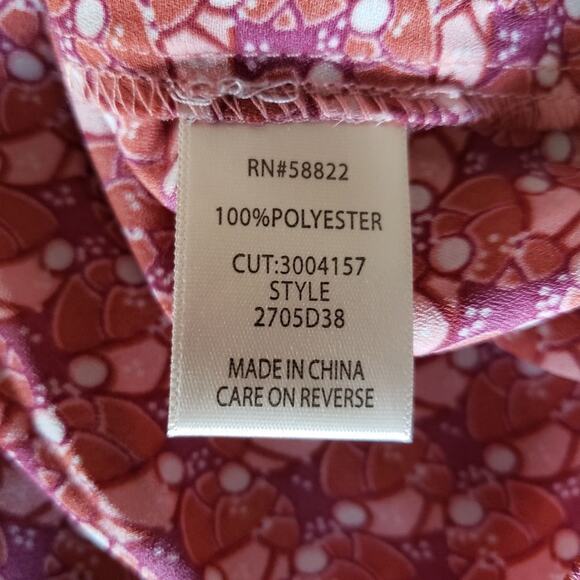 RN#58822
100%POLYESTER
CUT:3004157
STYLE
2705D38
MADE IN CHINA
CARE ON REVERSE